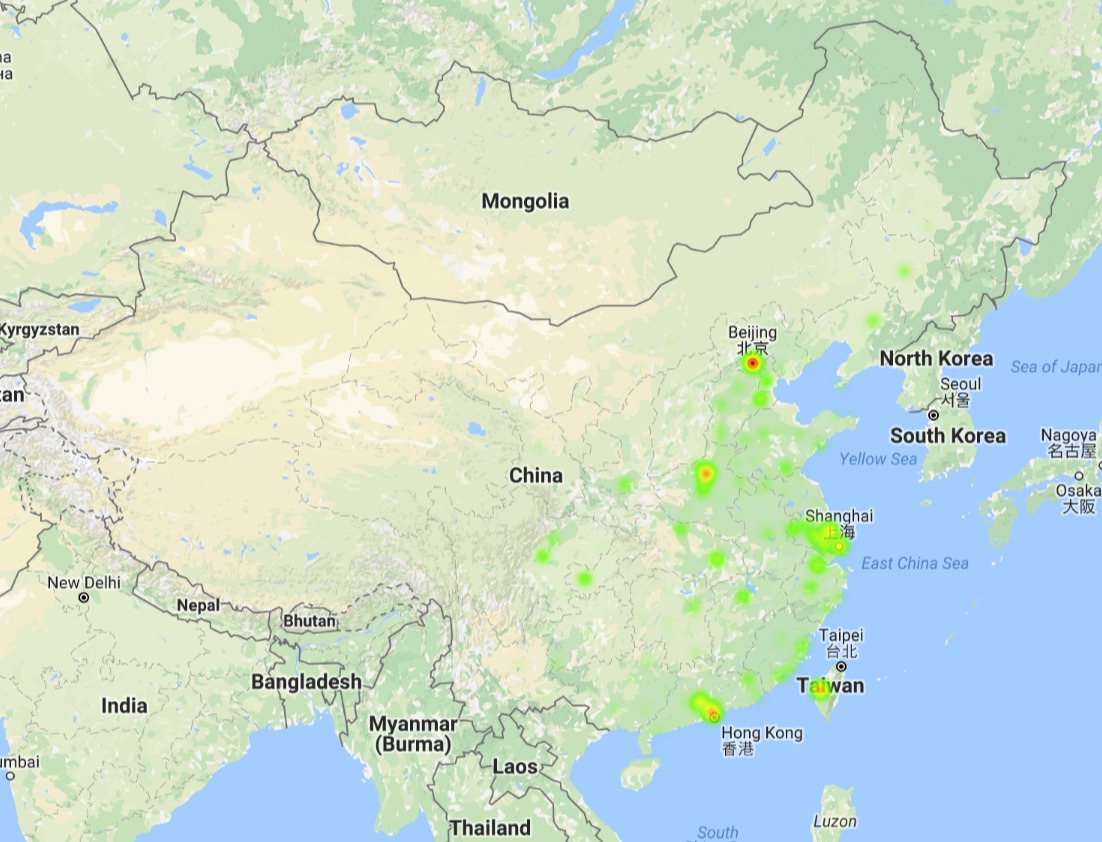 na
на
Mongolia
Kyrgyzstan
Beijing
北京
North Korea
Sea of Japan
tan
Seoul
서울
South Korea
Nagoya
名古屋
Yellow Sea
China
Osaka
大阪
Shanghai
上海
East China Sea
New Delhi
Nepal
Bhutan
Taipei
台北
Bangladesh
Taiwan
India
Myanmar
(Burma)
Hong Kong
香港
umbai
Laos
Luzon
Thailand
South